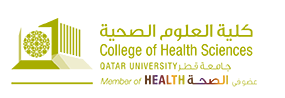 كلية العلوم الصحية
College of Health Sciences
QATAR UNIVERSITY جامعة قطر
Member of HEALTH الصحة عضو في